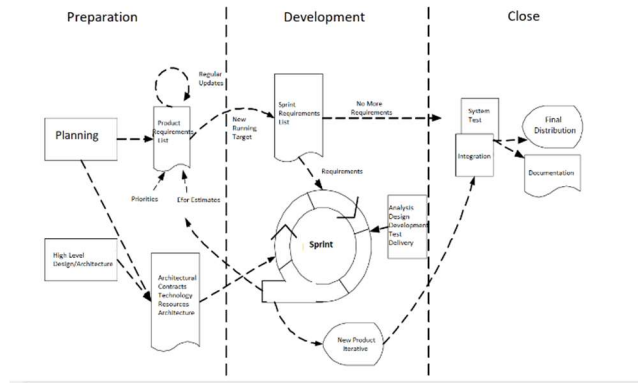 Preparation
Development
Close
Regular
Updates
Planning
Product
Requirements
List
New
Running
Target
Sprint
Requirements
List
No More
Requirements
System
Test
Integration
Final
Distribution
Documentation
Requirements
Priorities
Efor Estimates
Analysis
Design
Development
Test
Delivery
Sprint
High Level
Design/Architecture
Architectural
Contracts
Technology
Resources
Architecture
New Product
Iterative